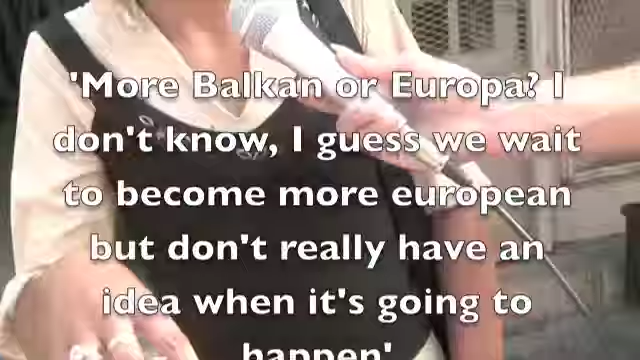 'More Balkan or Europa? I
don't know, I guess we wait
to become more european
but don't really have an
idea when it's going to
happen'